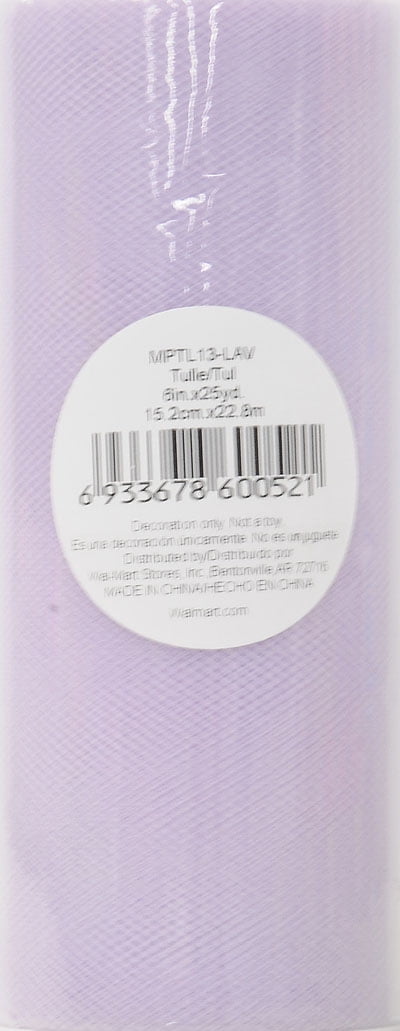 MPTL13-LAV
Tulle/Tul
6in.x25yd.
15.2cm.x22.8m
6 933678 600521
Decoration only. Not a toy.
Es una decoración únicamente. No es un juguete
Distributed by/Distribuido por
Wal-Mart Stores, Inc.,Bentonville,AR 72716
MADE IN CHINA/HECHO EN CHINA
Walmart.com